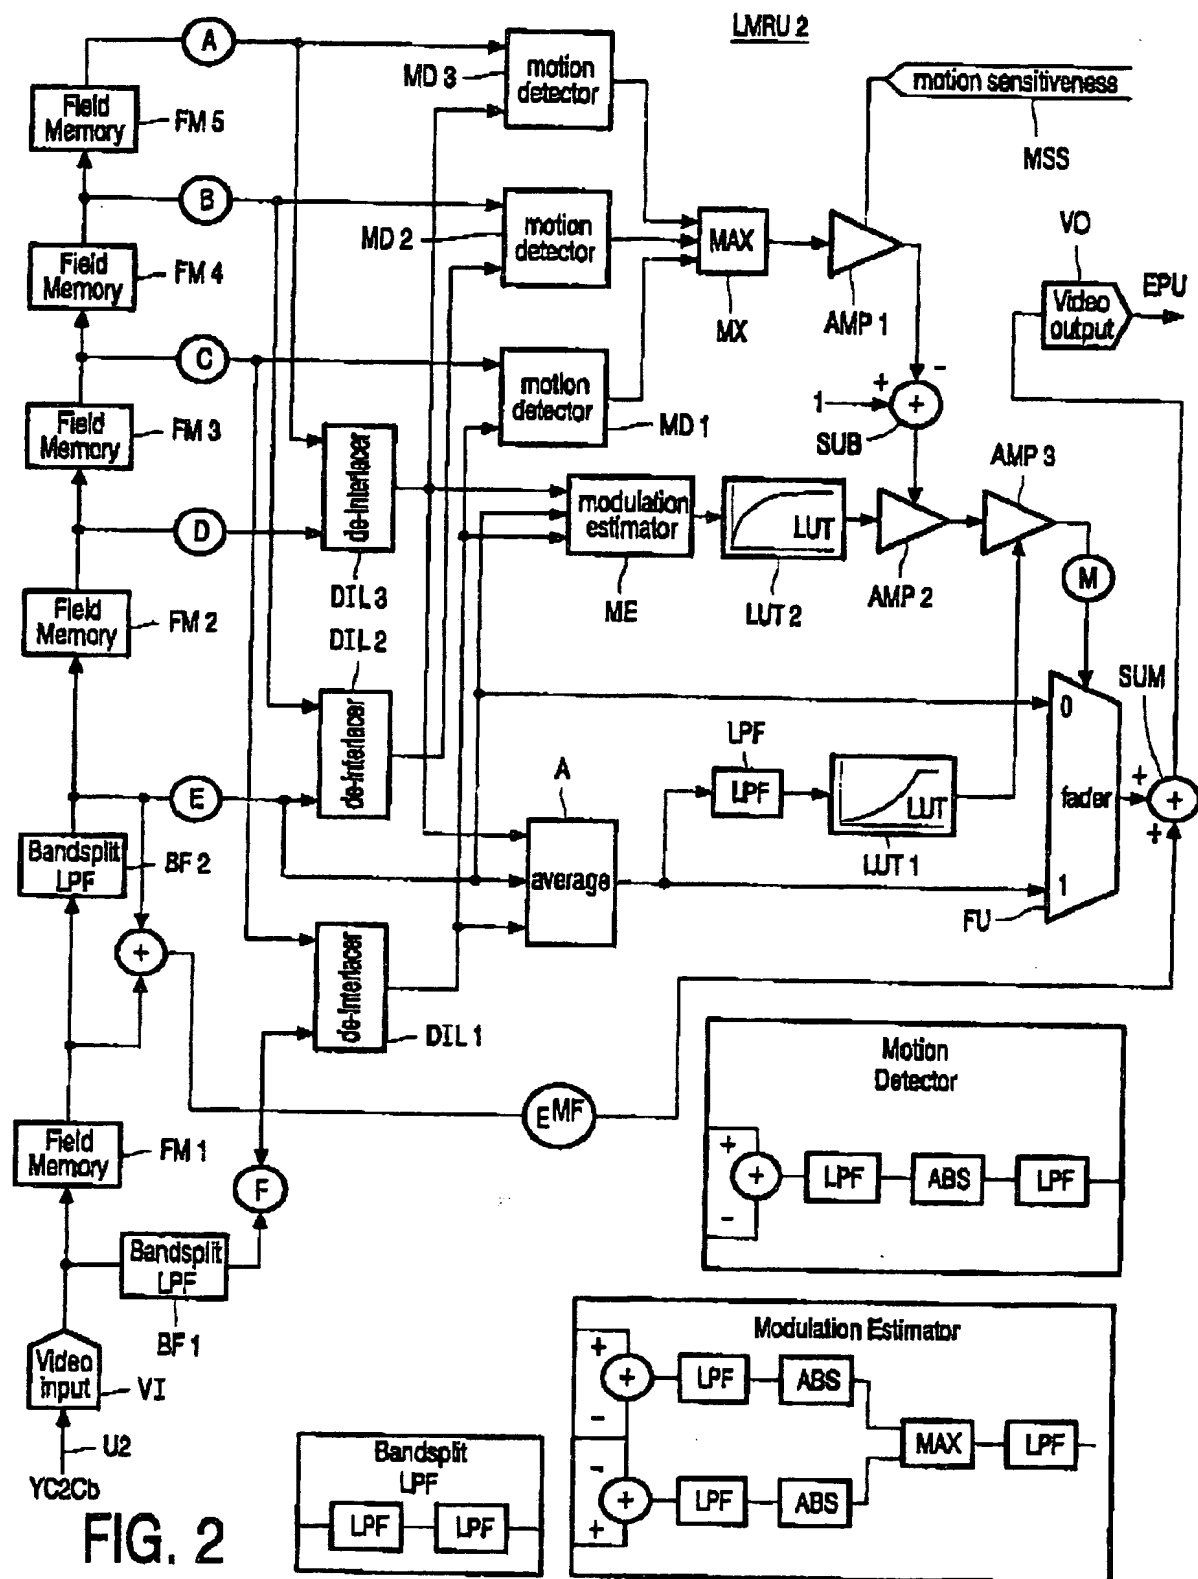 LMRU 2
A
motion
detector
MD 3
motion sensitiveness
MSS
Field
Memory
FM 5
B
motion
detector
MD 2
MAX
MX
AMP 1
VO
Video
output
EPU
Field
Memory
FM 4
C
motion
detector
MD 1
1
+
-
+
SUB
Field
Memory
FM 3
de-interlacer
DIL 3
D
modulation
estimator
ME
LUT
LUT 2
AMP 2
AMP 3
M
Field
Memory
FM 2
DIL 2
de-interlacer
E
A
average
LPF
LPF
LUT
LUT 1
0
fader
1
FU
SUM
+
+
+
Bandsplit
LPF
BF 2
+
de-interlacer
DIL 1
E MF
Field
Memory
FM 1
F
Bandsplit
LPF
BF 1
Video
input
VI
U2
YC2Cb
Motion
Detector
+
+
-
LPF
ABS
LPF
Modulation Estimator
+
+
-
LPF
ABS
-
+
+
LPF
ABS
MAX
LPF
Bandsplit
LPF
LPF
LPF
FIG. 2